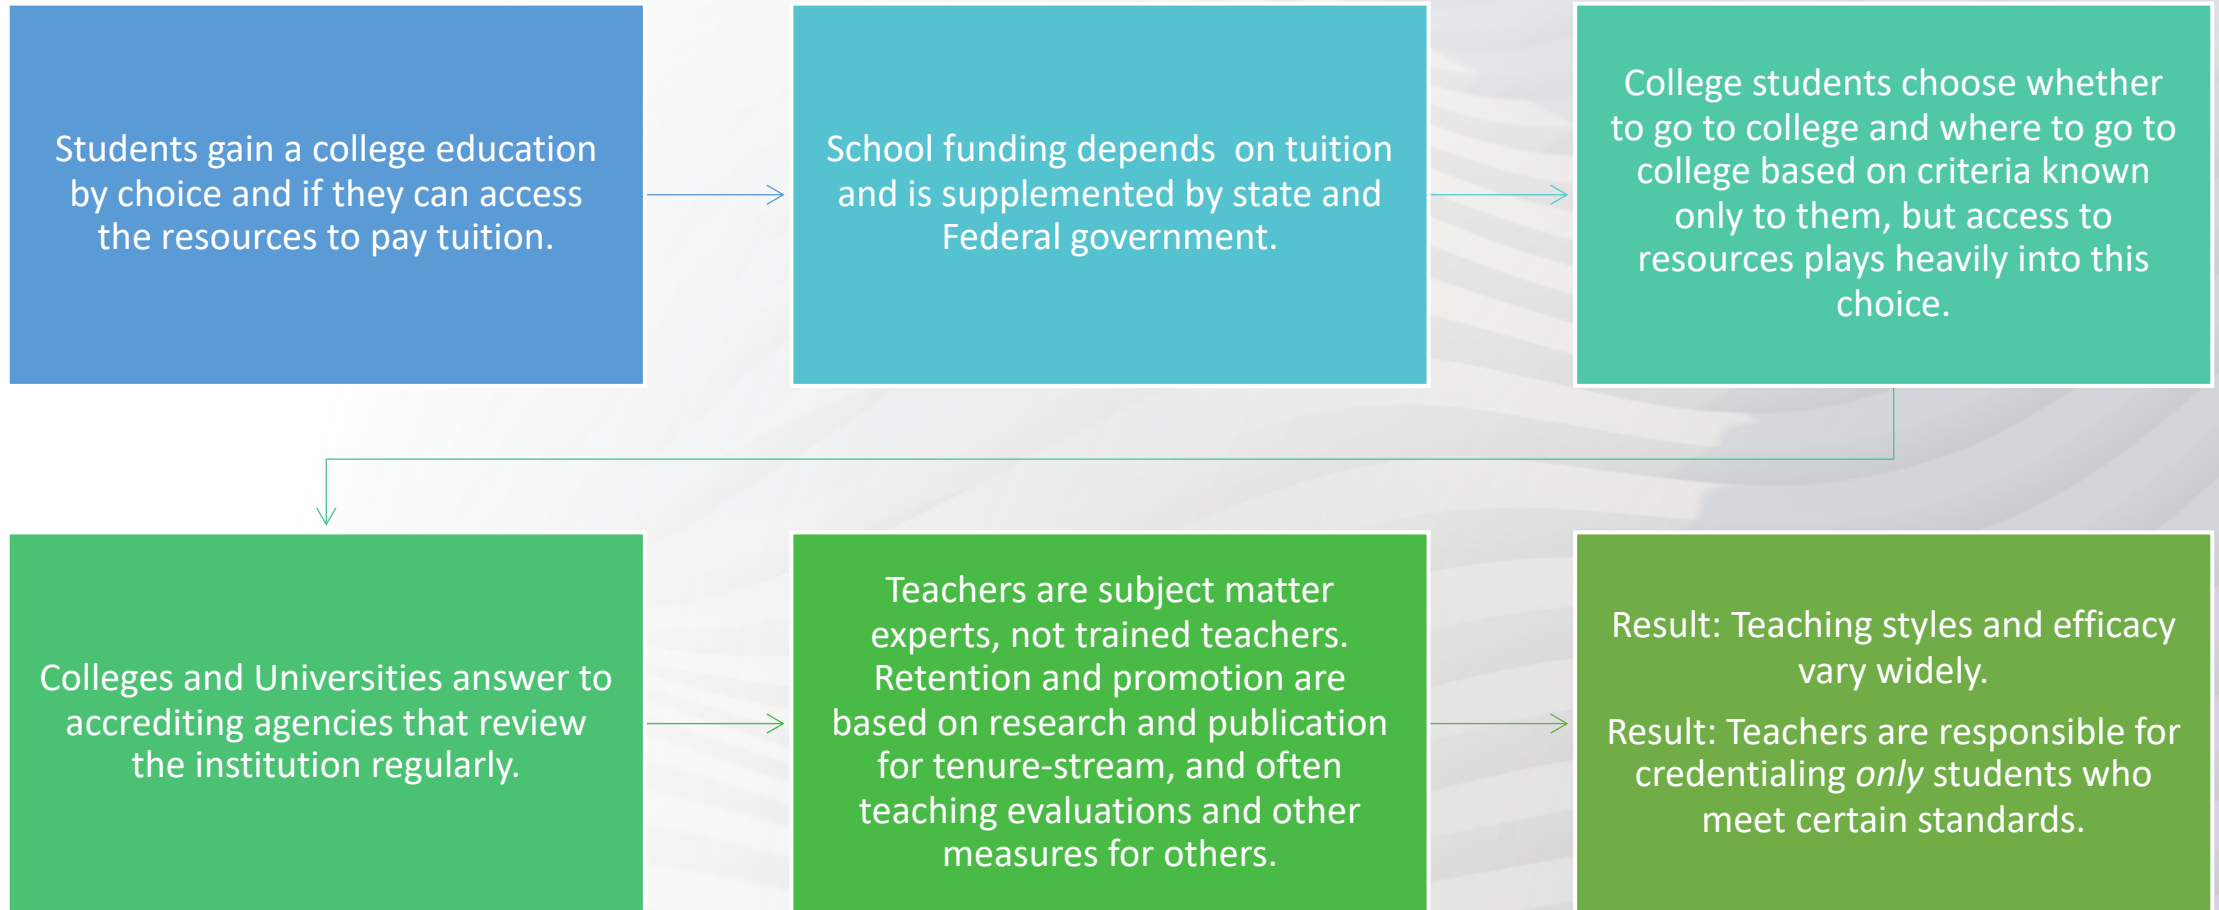 Students gain a college education
by choice and if they can access
the resources to pay tuition.
School funding depends  on tuition
and is supplemented by state and
Federal government.
College students choose whether
to go to college and where to go to
college based on criteria known
only to them, but access to
resources plays heavily into this
choice.
Colleges and Universities answer to
accrediting agencies that review
the institution regularly.
Teachers are subject matter
experts, not trained teachers.
Retention and promotion are
based on research and publication
for tenure-stream, and often
teaching evaluations and other
measures for others.
Result: Teaching styles and efficacy
vary widely.
Result: Teachers are responsible for
credentialing only students who
meet certain standards.